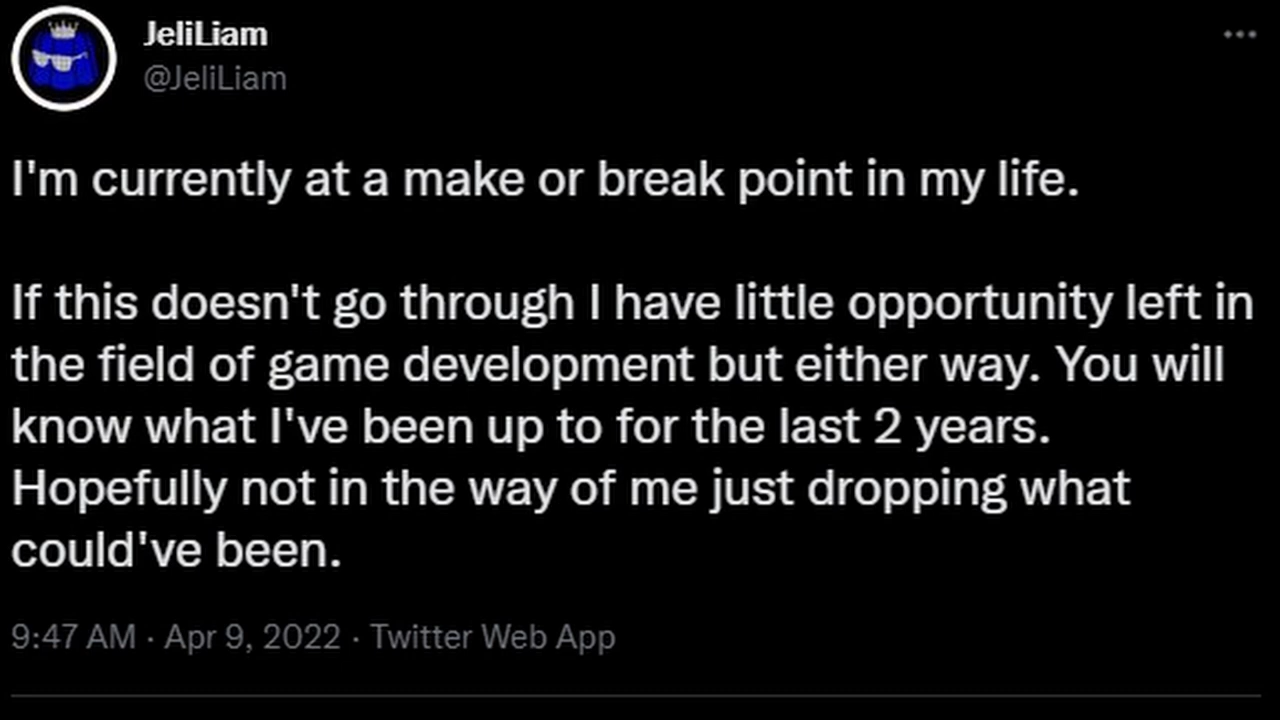 JeliLiam
@JeliLiam
I'm currently at a make or break point in my life.
If this doesn't go through I have little opportunity left in
the field of game development but either way. You will
know what I've been up to for the last 2 years.
Hopefully not in the way of me just dropping what
could've been.
9:47 AM · Apr 9, 2022 · Twitter Web App